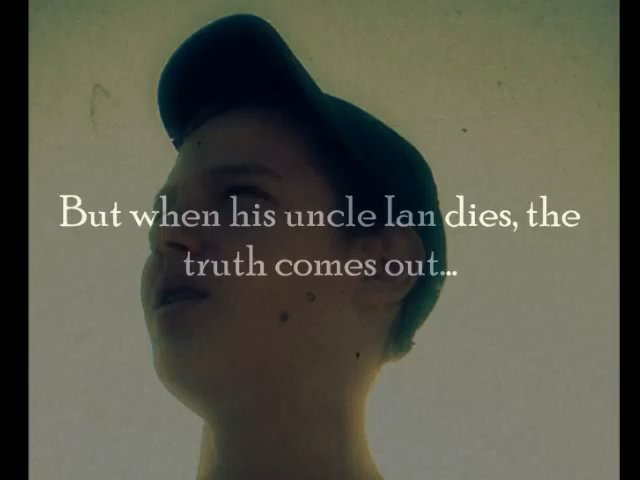 But when his uncle Ian dies, the
truth comes out...